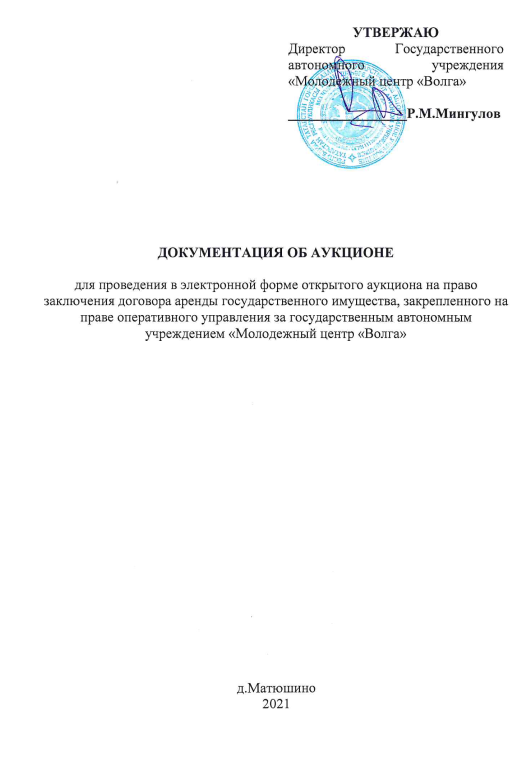 УТВЕРЖАЮ
Директор Государственного
автономного учреждения
«Молодежный центр «Волга»
Р.М.Мингулов
ДОКУМЕНТАЦИЯ ОБ АУКЦИОНЕ
для проведения в электронной форме открытого аукциона на право
заключения договора аренды государственного имущества, закрепленного на
праве оперативного управления за государственным автономным
учреждением «Молодежный центр «Волга»
д.Матюшино
2021